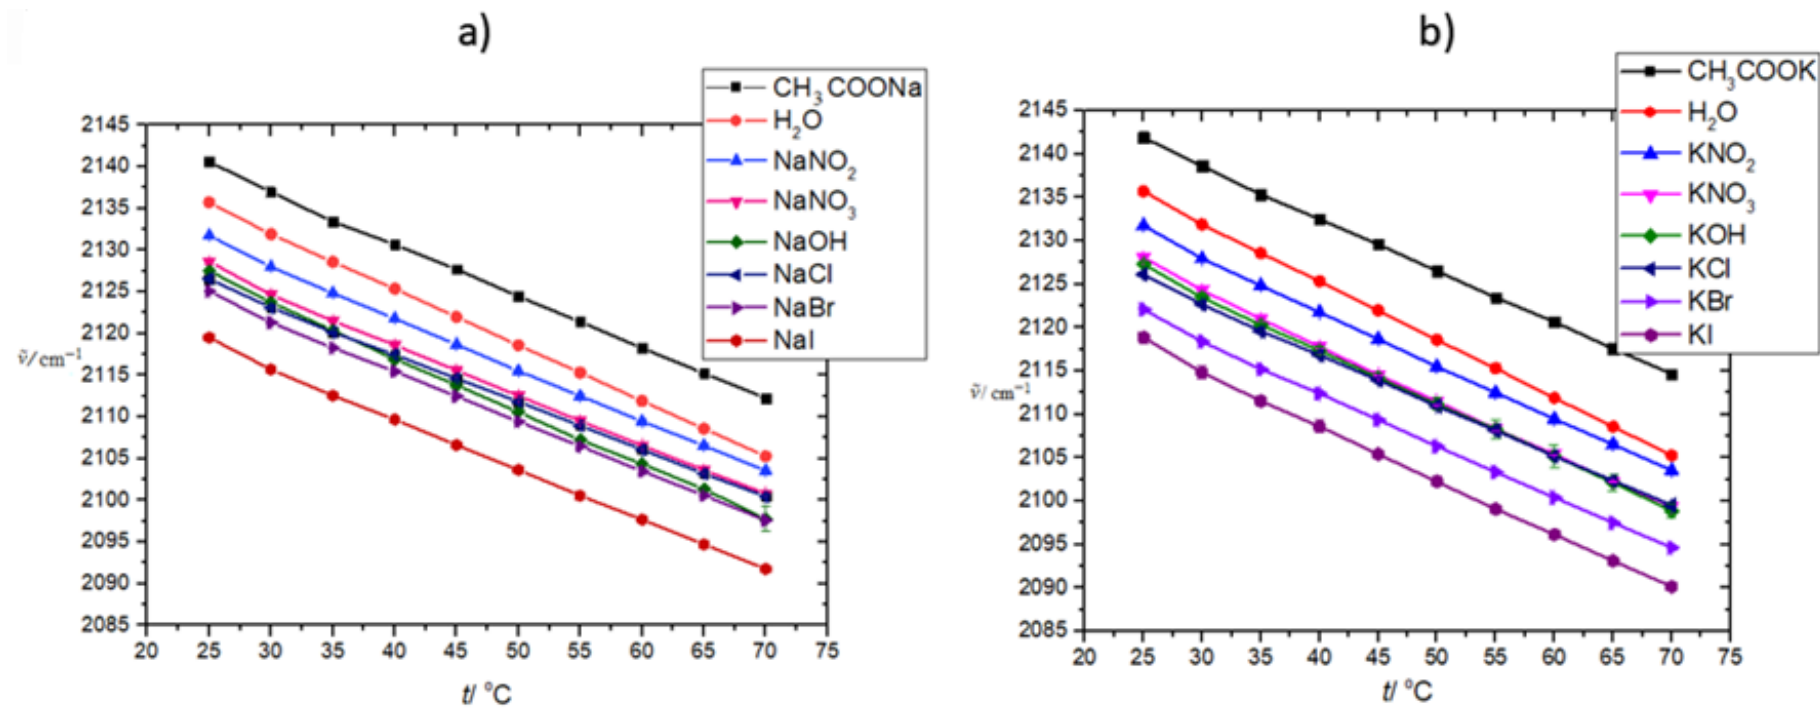 a)
CH₃COONa
H₂O
NaNO₂
NaNO₃
NaOH
NaCl
NaBr
NaI
2145
2140
2135
2130
2125
2120
2115
2110
2105
2100
2095
2090
2085
ṽ/cm⁻¹
20 25 30 35 40 45 50 55 60 65 70 75
t/ °C
b)
CH₃COOK
H₂O
KNO₂
KNO₃
KOH
KCl
KBr
KI
2145
2140
2135
2130
2125
2120
2115
2110
2105
2100
2095
2090
2085
ṽ/cm⁻¹
20 25 30 35 40 45 50 55 60 65 70 75
t/ °C